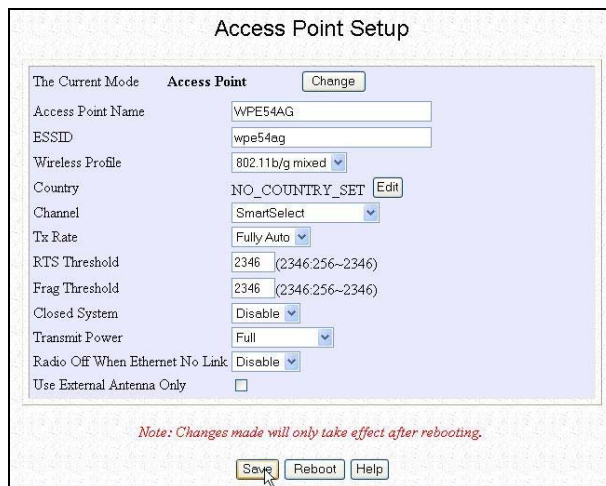 Access Point Setup
The Current Mode Access Point Change
Access Point Name WPE54AG
ESSID wpe54ag
Wireless Profile 802.11b/g mixed
Country NO_COUNTRY_SET Edit
Channel SmartSelect
Tx Rate Fully Auto
RTS Threshold 2346 (2346:256~2346)
Frag Threshold 2346 (2346:256~2346)
Closed System Disable
Transmit Power Full
Radio Off When Ethernet No Link Disable
Use External Antenna Only
Note: Changes made will only take effect after rebooting.
Save Reboot Help